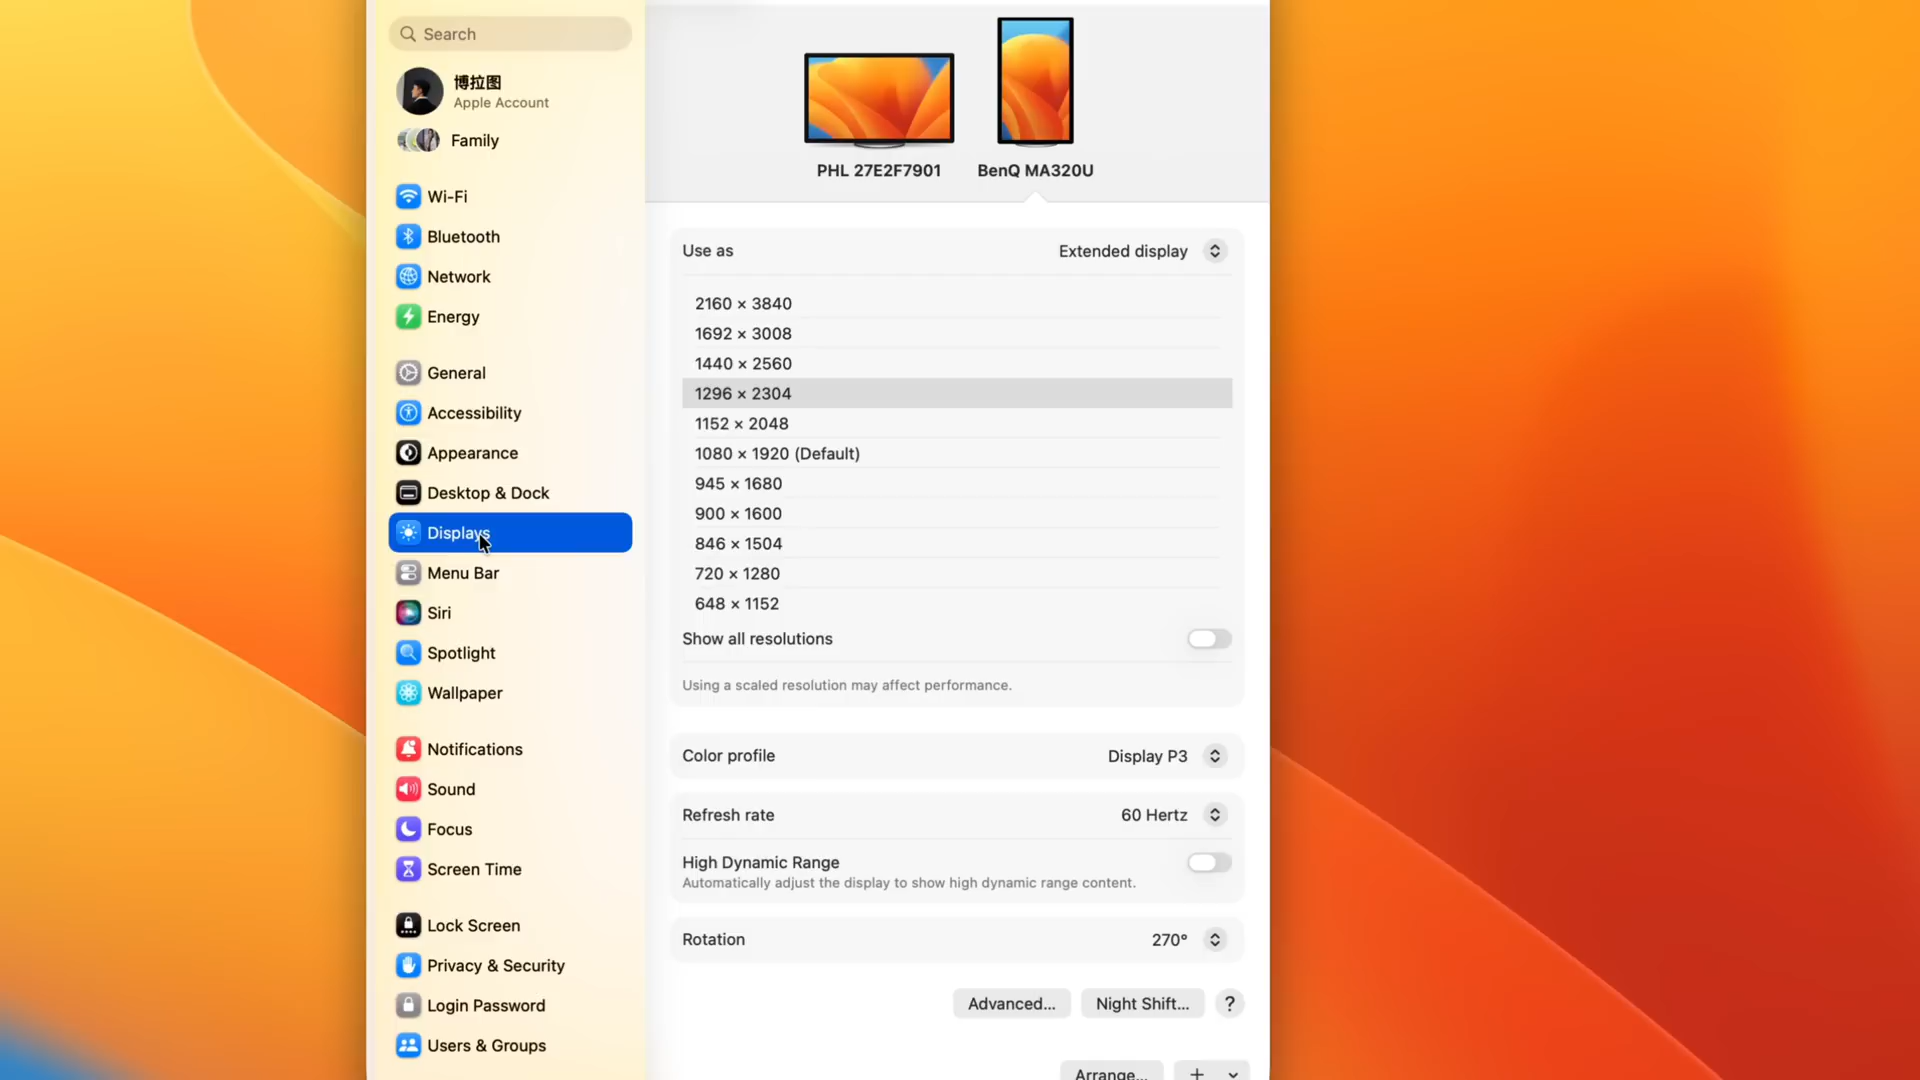 Search
博拉图
Apple Account
Family
Wi-Fi
Bluetooth
Network
Energy
General
Accessibility
Appearance
Desktop & Dock
Displays
Menu Bar
Siri
Spotlight
Wallpaper
Notifications
Sound
Focus
Screen Time
Lock Screen
Privacy & Security
Login Password
Users & Groups
PHL 27E2F7901
BenQ MA320U
Use as Extended display
2160 × 3840
1692 × 3008
1440 × 2560
1296 × 2304
1152 × 2048
1080 × 1920 (Default)
945 × 1680
900 × 1600
846 × 1504
720 × 1280
648 × 1152
Show all resolutions
Using a scaled resolution may affect performance.
Color profile Display P3
Refresh rate 60 Hertz
High Dynamic Range
Automatically adjust the display to show high dynamic range content.
Rotation 270°
Advanced... Night Shift... ?
Arrange... +